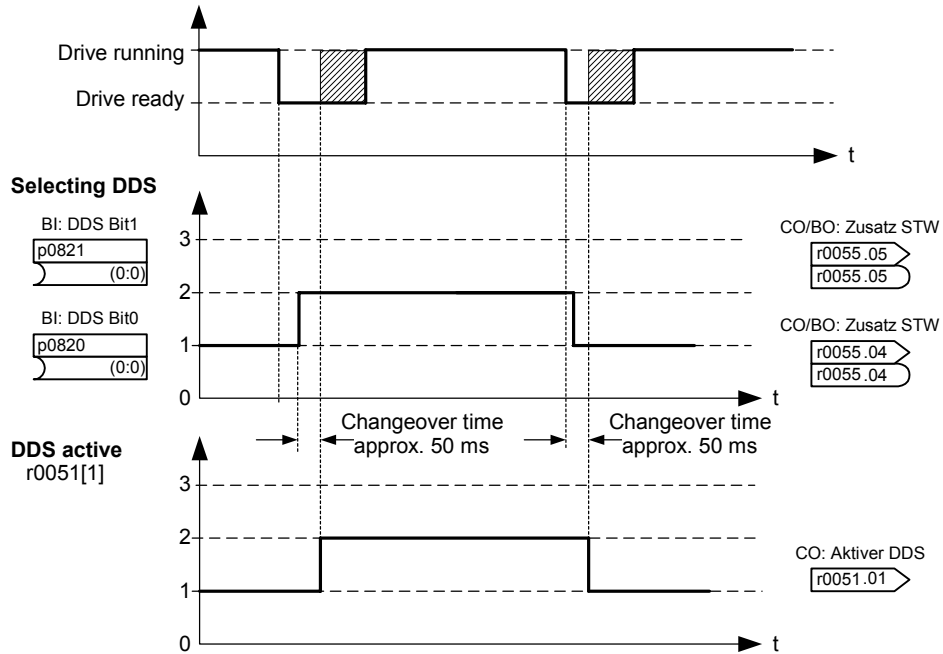 Drive running
Drive ready
t
Selecting DDS
BI: DDS Bit1
p0821
(0:0)
BI: DDS Bit0
p0820
(0:0)
3
2
1
0
t
CO/BO: Zusatz STW
r0055.05
r0055.05
CO/BO: Zusatz STW
r0055.04
r0055.04
Changeover time
approx. 50 ms
Changeover time
approx. 50 ms
DDS active
r0051[1]
3
2
1
0
t
CO: Aktiver DDS
r0051.01